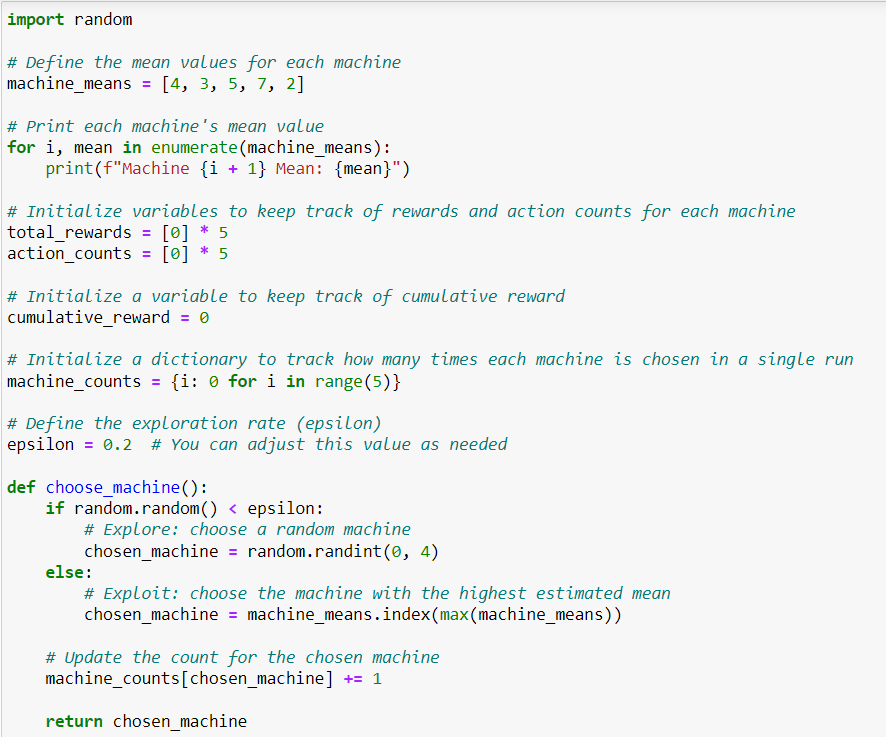 import random
# Define the mean values for each machine
machine_means = [4, 3, 5, 7, 2]
# Print each machine's mean value
for i, mean in enumerate(machine_means):
    print(f"Machine {i + 1} Mean: {mean}")
# Initialize variables to keep track of rewards and action counts for each machine
total_rewards = [0] * 5
action_counts = [0] * 5
# Initialize a variable to keep track of cumulative reward
cumulative_reward = 0
# Initialize a dictionary to track how many times each machine is chosen in a single run
machine_counts = {i: 0 for i in range(5)}
# Define the exploration rate (epsilon)
epsilon = 0.2  # You can adjust this value as needed
def choose_machine():
    if random.random() < epsilon:
        # Explore: choose a random machine
        chosen_machine = random.randint(0, 4)
    else:
        # Exploit: choose the machine with the highest estimated mean
        chosen_machine = machine_means.index(max(machine_means))
    # Update the count for the chosen machine
    machine_counts[chosen_machine] += 1
    return chosen_machine